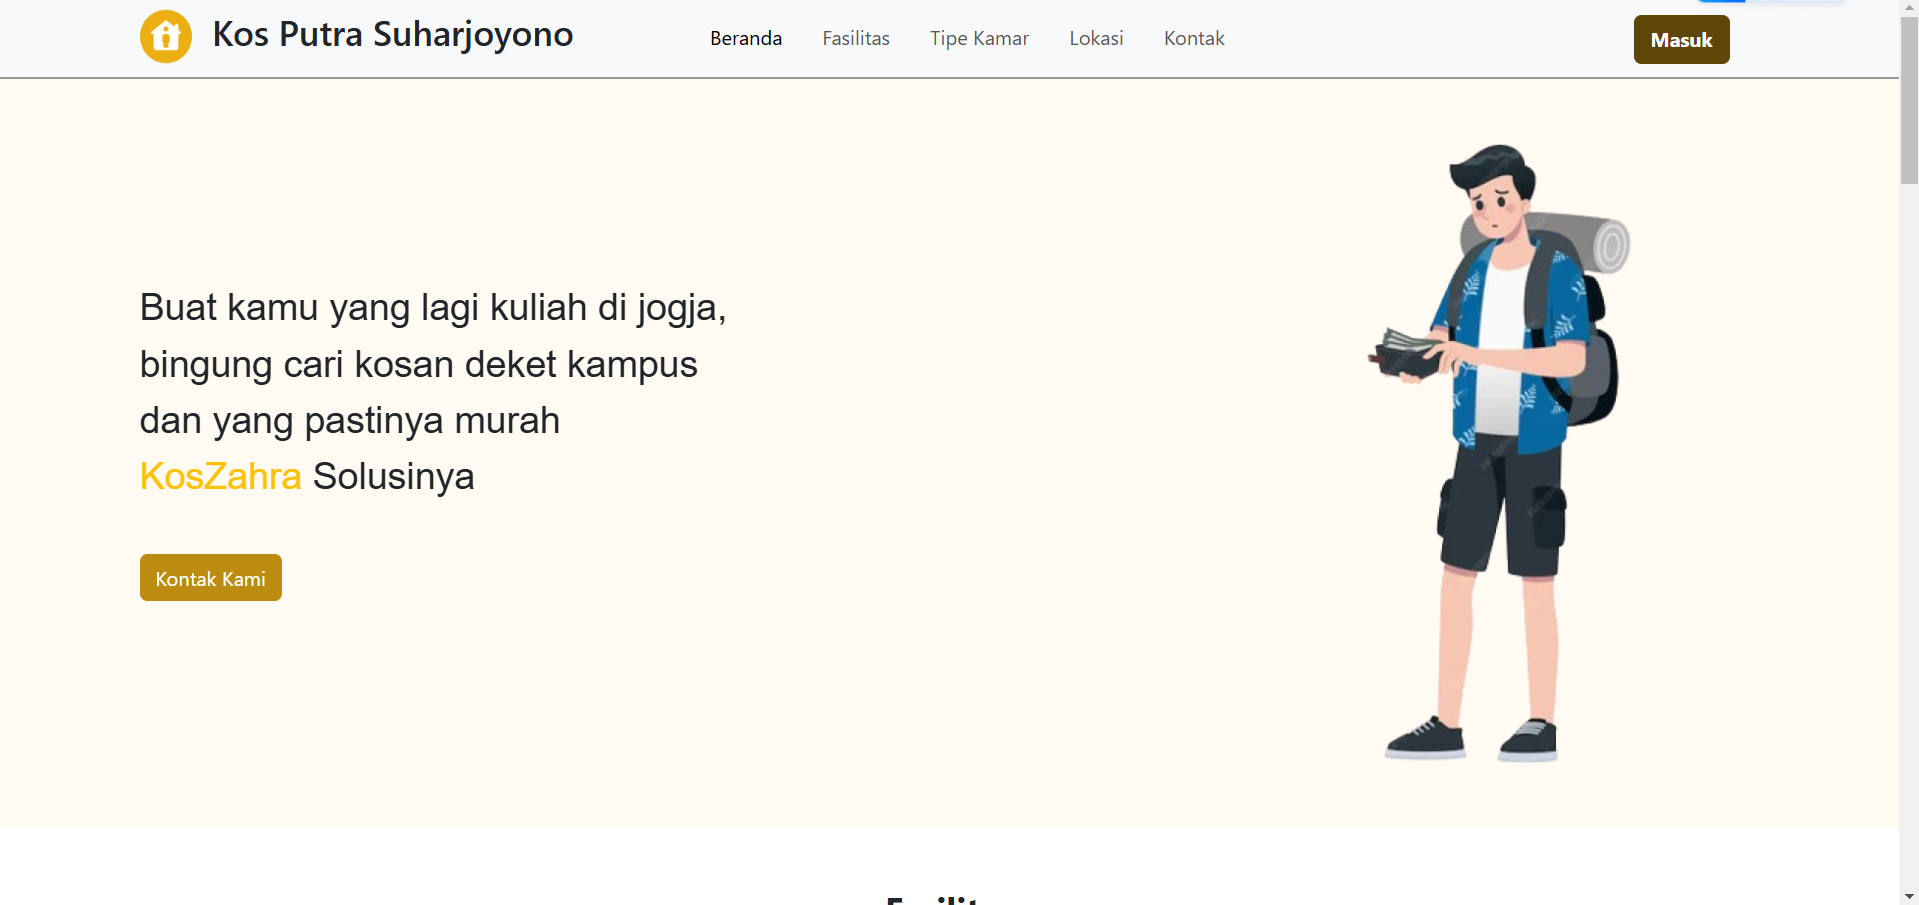 Kos Putra Suharjoyono
Beranda
Fasilitas
Tipe Kamar
Lokasi
Kontak
Masuk
Buat kamu yang lagi kuliah di jogja,
bingung cari kosan deket kampus
dan yang pastinya murah
KosZahra Solusinya
Kontak Kami